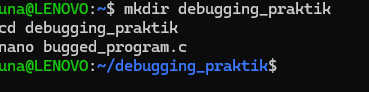 una@LENOVO:~$ mkdir debugging_praktik
cd debugging_praktik
nano bugged_program.c
una@LENOVO:~/debugging_praktik$